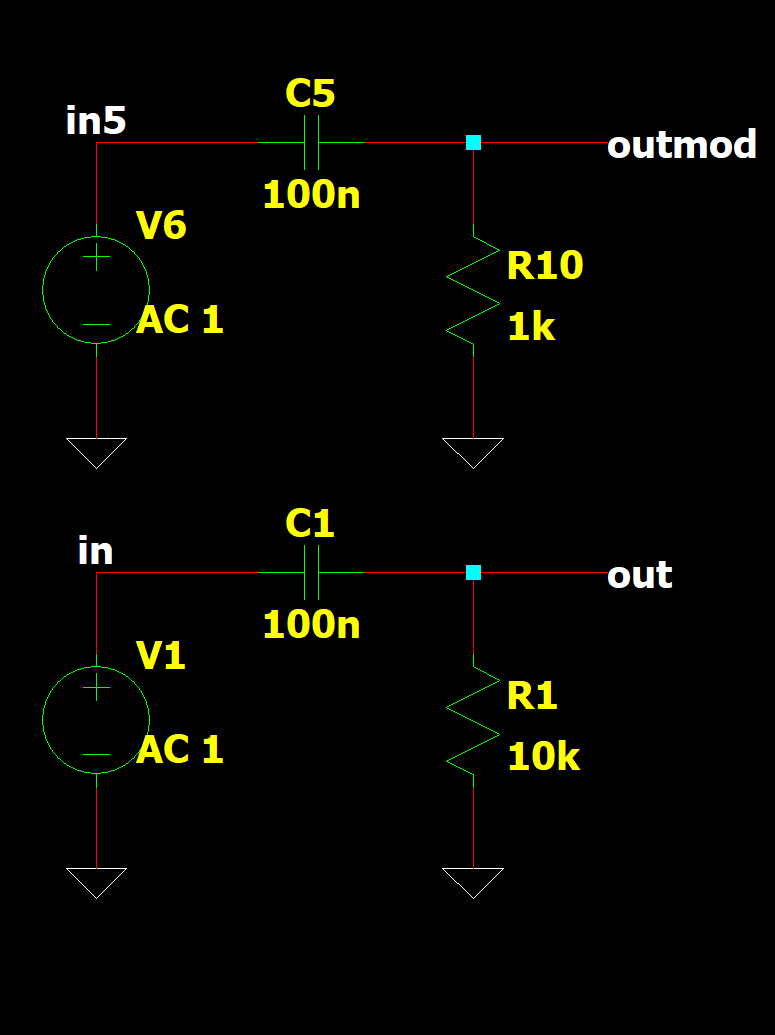 C5
in5
outmod
100n
V6
R10
AC 1
1k
C1
in
out
100n
V1
R1
AC 1
10k